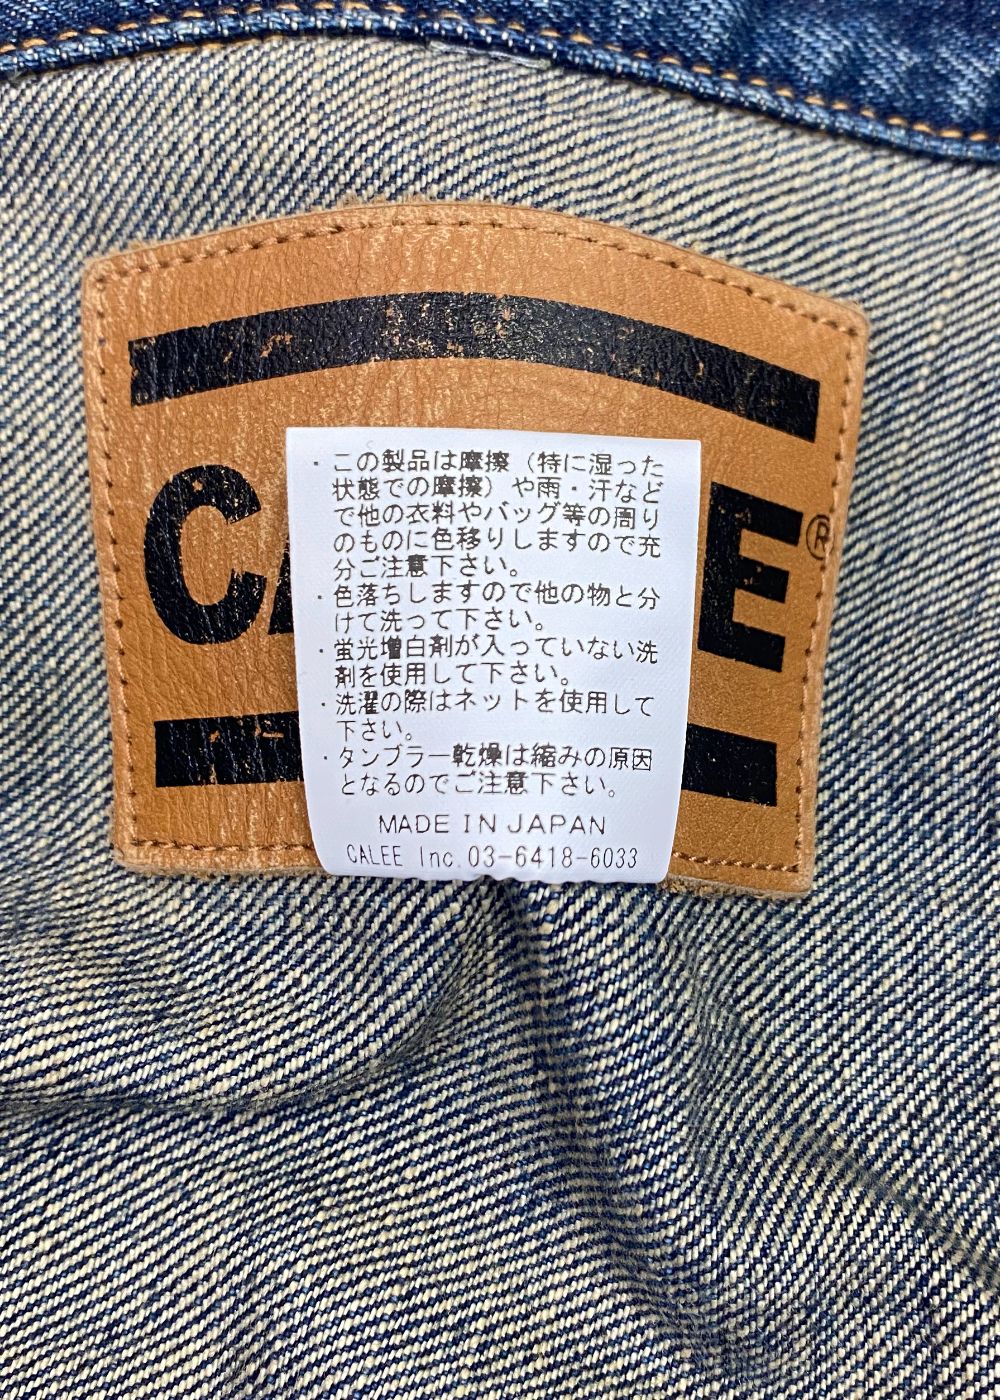 CALEE®
・この製品は摩擦（特に湿った
状態での摩擦）や雨・汗など
で他の衣料やバッグ等の周り
のものに色移りしますので充
分ご注意下さい。
・色落ちしますので他の物と分
けて洗って下さい。
・蛍光増白剤が入っていない洗
剤を使用して下さい。
・洗濯の際はネットを使用して
下さい。
・タンブラー乾燥は縮みの原因
となるのでご注意下さい。
MADE IN JAPAN
CALEE Inc.03-6418-6033